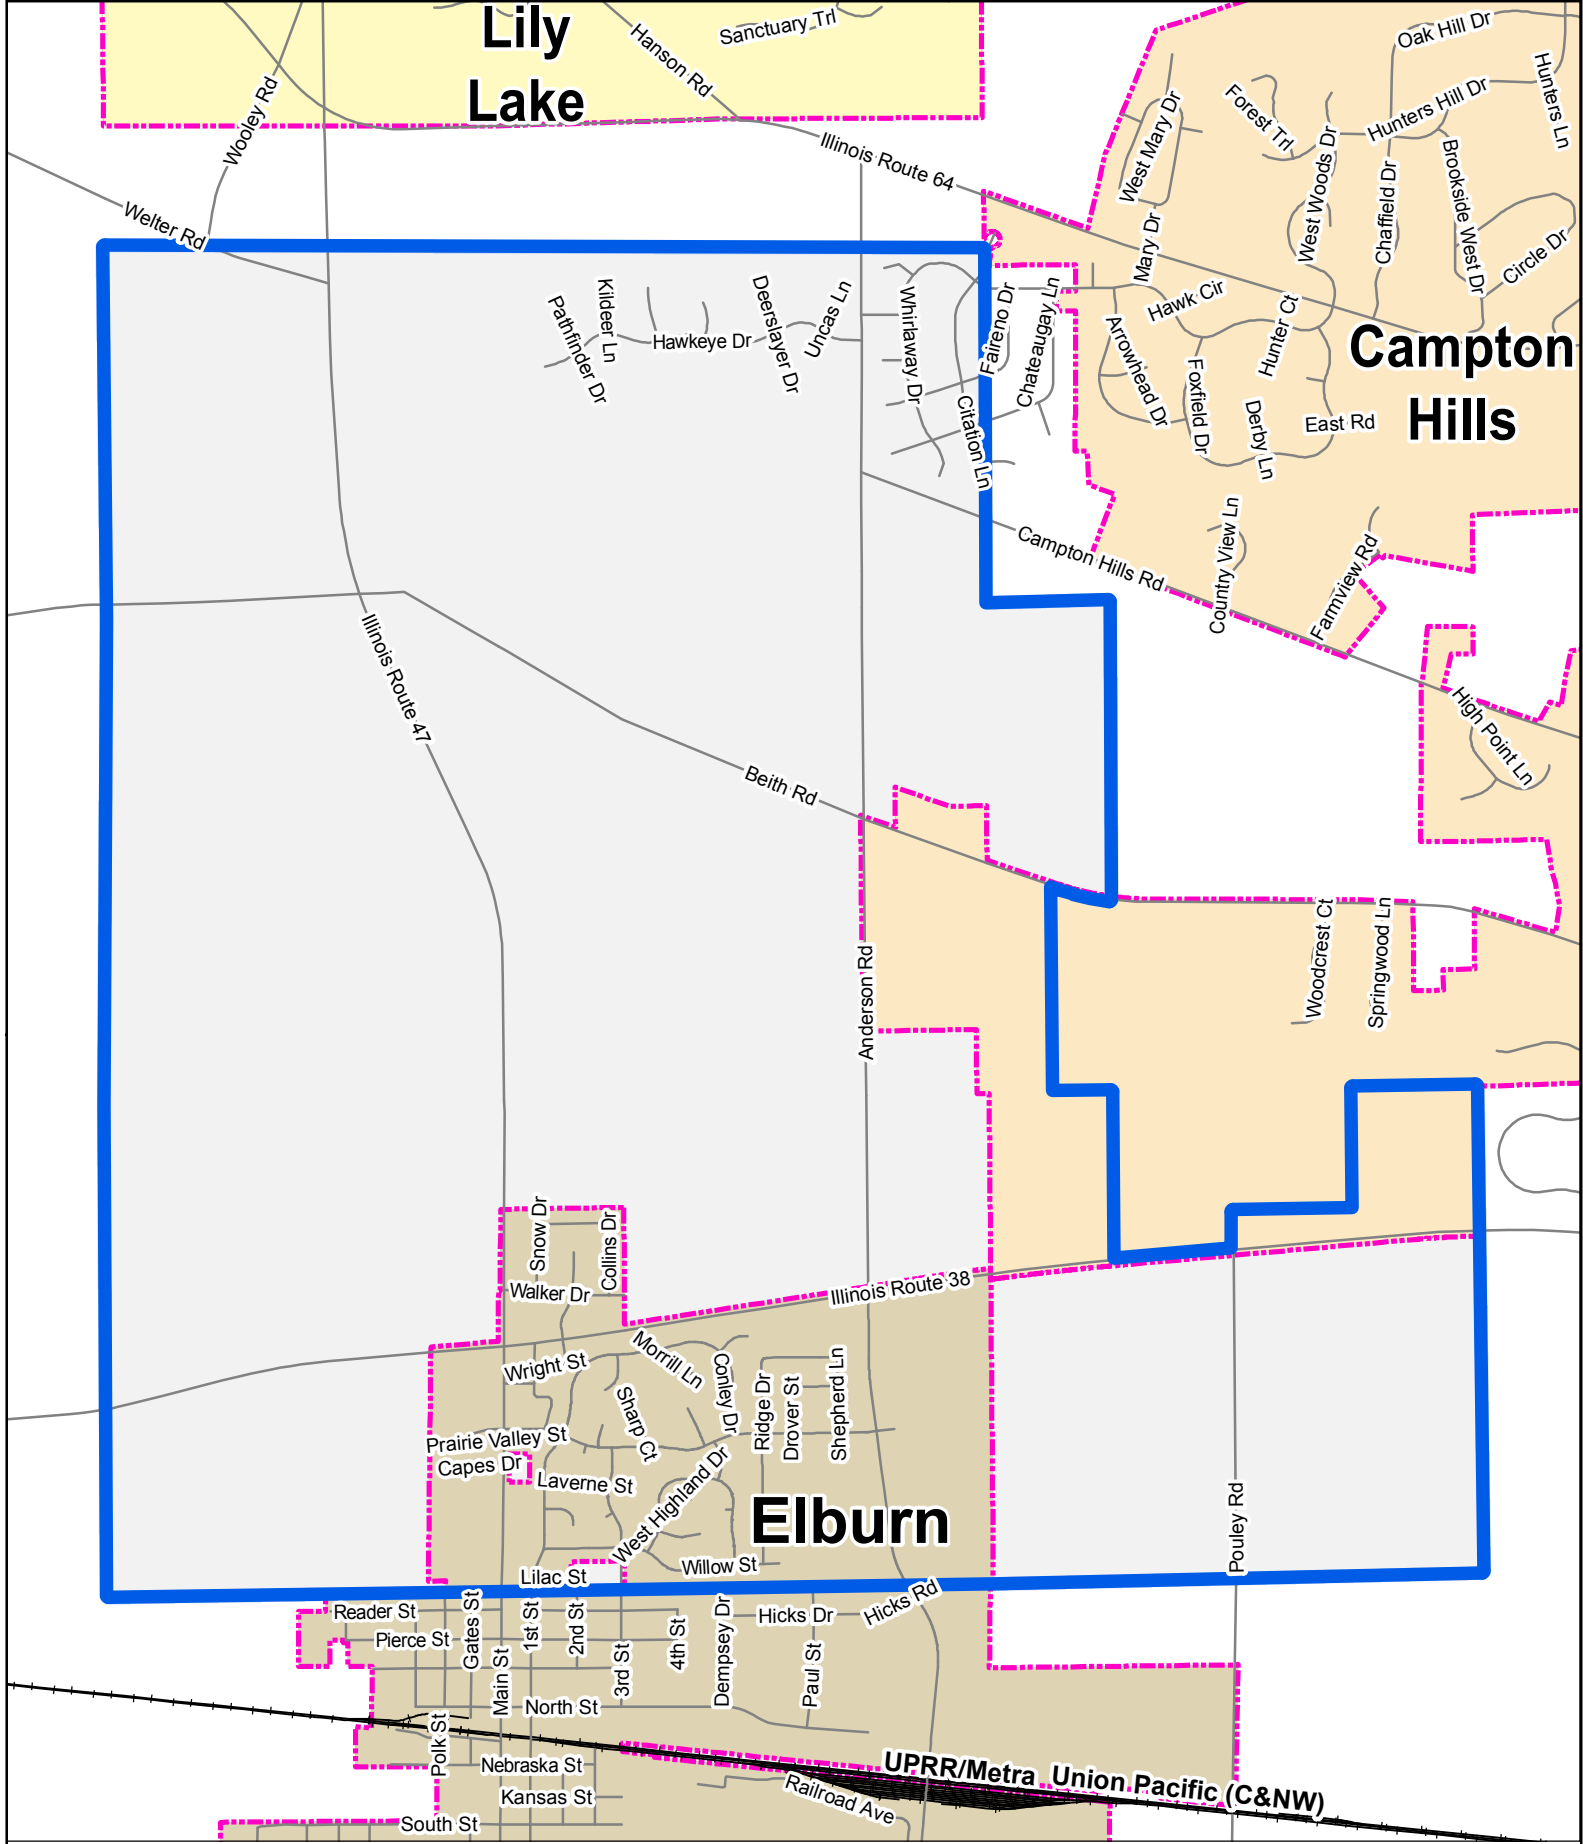 Lily
Lake
Sanctuary Trl
Hanson Rd
Oak Hill Dr
Hunters Ln
Wooley Rd
Forest Trl
Hunters Hill Dr
West Mary Dr
Illinois Route 64
West Woods Dr
Chaffield Dr
Brookside West Dr
Welter Rd
Mary Dr
Circle Dr
Kildeer Ln
Pathfinder Dr
Hawkeye Dr
Deerslayer Dr
Uncas Ln
Whirlaway Dr
Faireno Dr
Chateaugay Ln
Hawk Cir
Hunter Ct
Arrowhead Dr
Foxfield Dr
Campton
Hills
Citation Ln
Derby Ln
East Rd
Country View Ln
Campton Hills Rd
Farmview Rd
Illinois Route 47
High Point Ln
Beith Rd
Anderson Rd
Woodcrest Ct
Springwood Ln
Snow Dr
Collins Dr
Walker Dr
Illinois Route 38
Wright St
Morrill Ln
Conley Dr
Ridge Dr
Drover St
Shepherd Ln
Sharp Ct
Prairie Valley St
Capes Dr
Laverne St
West Highland Dr
Elburn
Pouley Rd
Willow St
Lilac St
Reader St
Gates St
1st St
2nd St
3rd St
4th St
Dempsey Dr
Hicks Dr
Hicks Rd
Pierce St
Main St
Paul St
North St
Polk St
Nebraska St
Kansas St
South St
Railroad Ave
UPRR/Metra Union Pacific (C&NW)